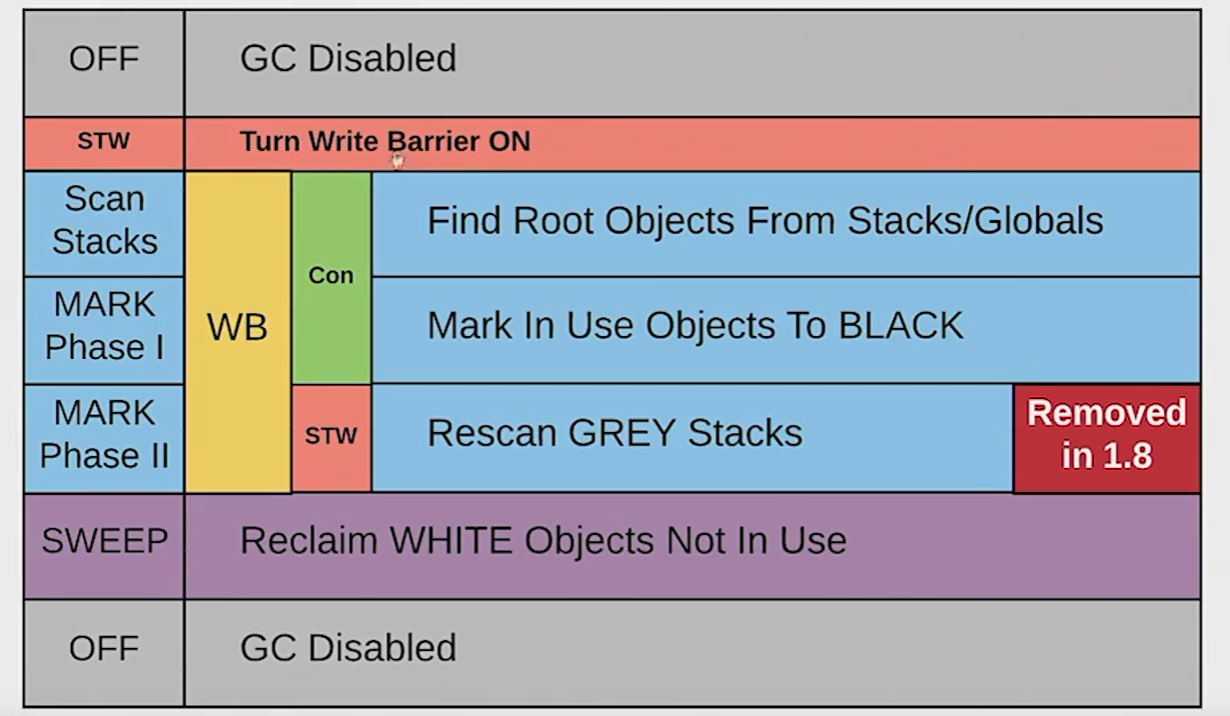 OFF
GC Disabled
STW
Turn Write Barrier ON
Scan
Stacks
WB
Con
Find Root Objects From Stacks/Globals
MARK
Phase I
Mark In Use Objects To BLACK
MARK
Phase II
STW
Rescan GREY Stacks
Removed
in 1.8
SWEEP
Reclaim WHITE Objects Not In Use
OFF
GC Disabled